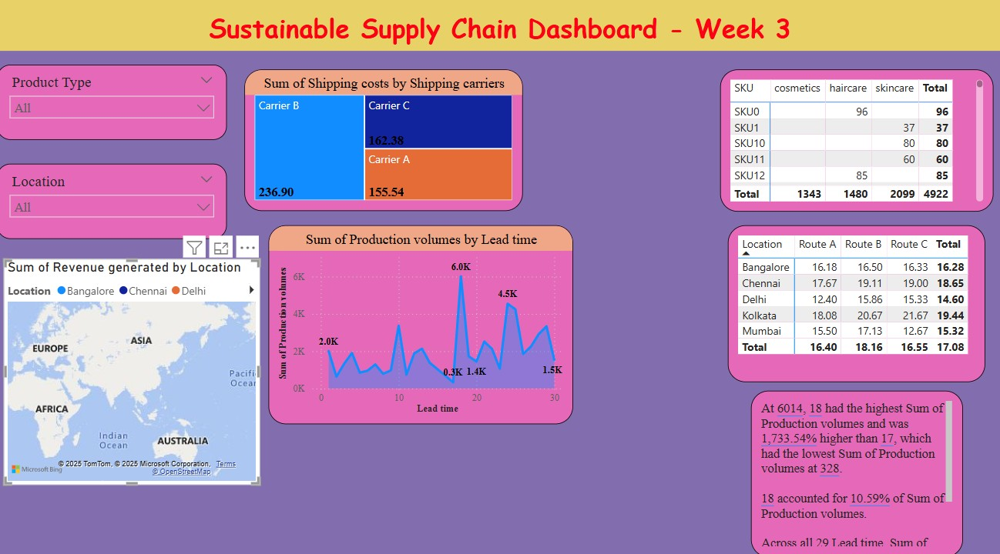 Sustainable Supply Chain Dashboard - Week 3
Product Type
All
Location
All
Sum of Shipping costs by Shipping carriers
Carrier B
236.90
Carrier C
162.38
Carrier A
155.54
SKU cosmetics haircare skincare Total
SKU0 96 96
SKU1 37 37
SKU10 80 80
SKU11 60 60
SKU12 85 85
Total 1343 1480 2099 4922
Sum of Revenue generated by Location
Location Bangalore Chennai Delhi
EUROPE
ASIA
Pacific
Ocean
AFRICA
Indian
Ocean
AUSTRALIA
Microsoft Bing
© 2025 TomTom, © 2025 Microsoft Corporation, Terms
© OpenStreetMap
Sum of Production volumes by Lead time
Sum of Production volumes
6K
4K
2K
0K
2.0K
6.0K
4.5K
0.3K
1.4K
1.5K
0 10 20 30
Lead time
Location Route A Route B Route C Total
Bangalore 16.18 16.50 16.33 16.28
Chennai 17.67 19.11 19.00 18.65
Delhi 12.40 15.86 15.33 14.60
Kolkata 18.08 20.67 21.67 19.44
Mumbai 15.50 17.13 12.67 15.32
Total 16.40 18.16 16.55 17.08
At 6014, 18 had the highest Sum of
Production volumes and was
1,733.54% higher than 17, which
had the lowest Sum of Production
volumes at 328.
18 accounted for 10.59% of Sum of
Production volumes.
Across all 29 Lead time, Sum of